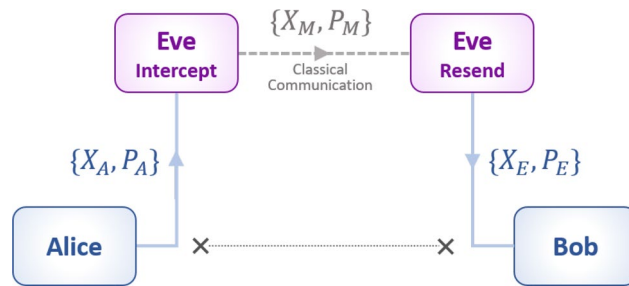 {X_M, P_M}
Eve
Intercept
Classical
Communication
Eve
Resend
{X_A, P_A}
{X_E, P_E}
Alice
Bob